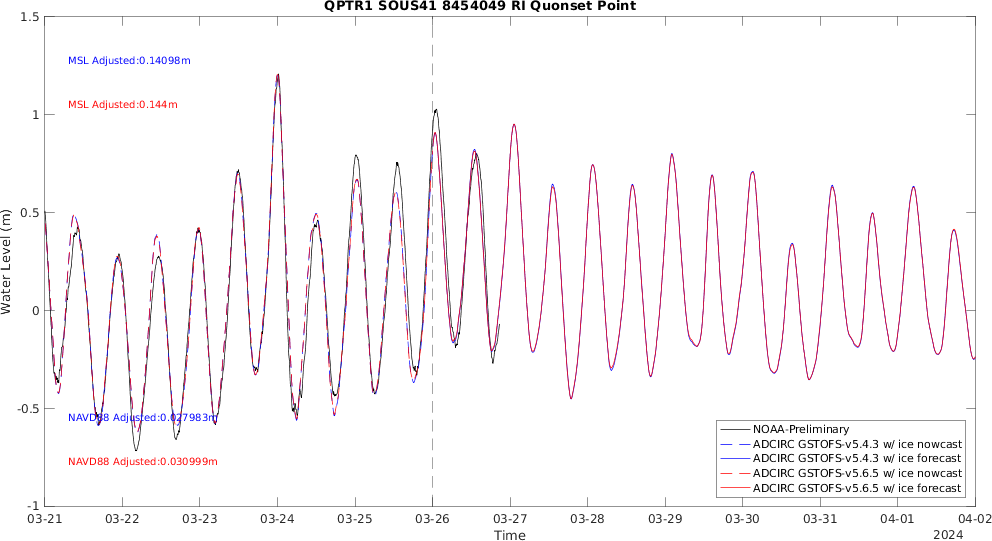 QPTR1 SOUS41 8454049 RI Quonset Point
1.5
1
0.5
0
-0.5
-1
Water Level (m)
MSL Adjusted:0.14098m
MSL Adjusted:0.144m
NAVD88 Adjusted:0.027983m
NAVD88 Adjusted:0.030999m
NOAA-Preliminary
ADCIRC GSTOFS-v5.4.3 w/ ice nowcast
ADCIRC GSTOFS-v5.4.3 w/ ice forecast
ADCIRC GSTOFS-v5.6.5 w/ ice nowcast
ADCIRC GSTOFS-v5.6.5 w/ ice forecast
03-21 03-22 03-23 03-24 03-25 03-26 03-27 03-28 03-29 03-30 03-31 04-01 04-02
Time
2024